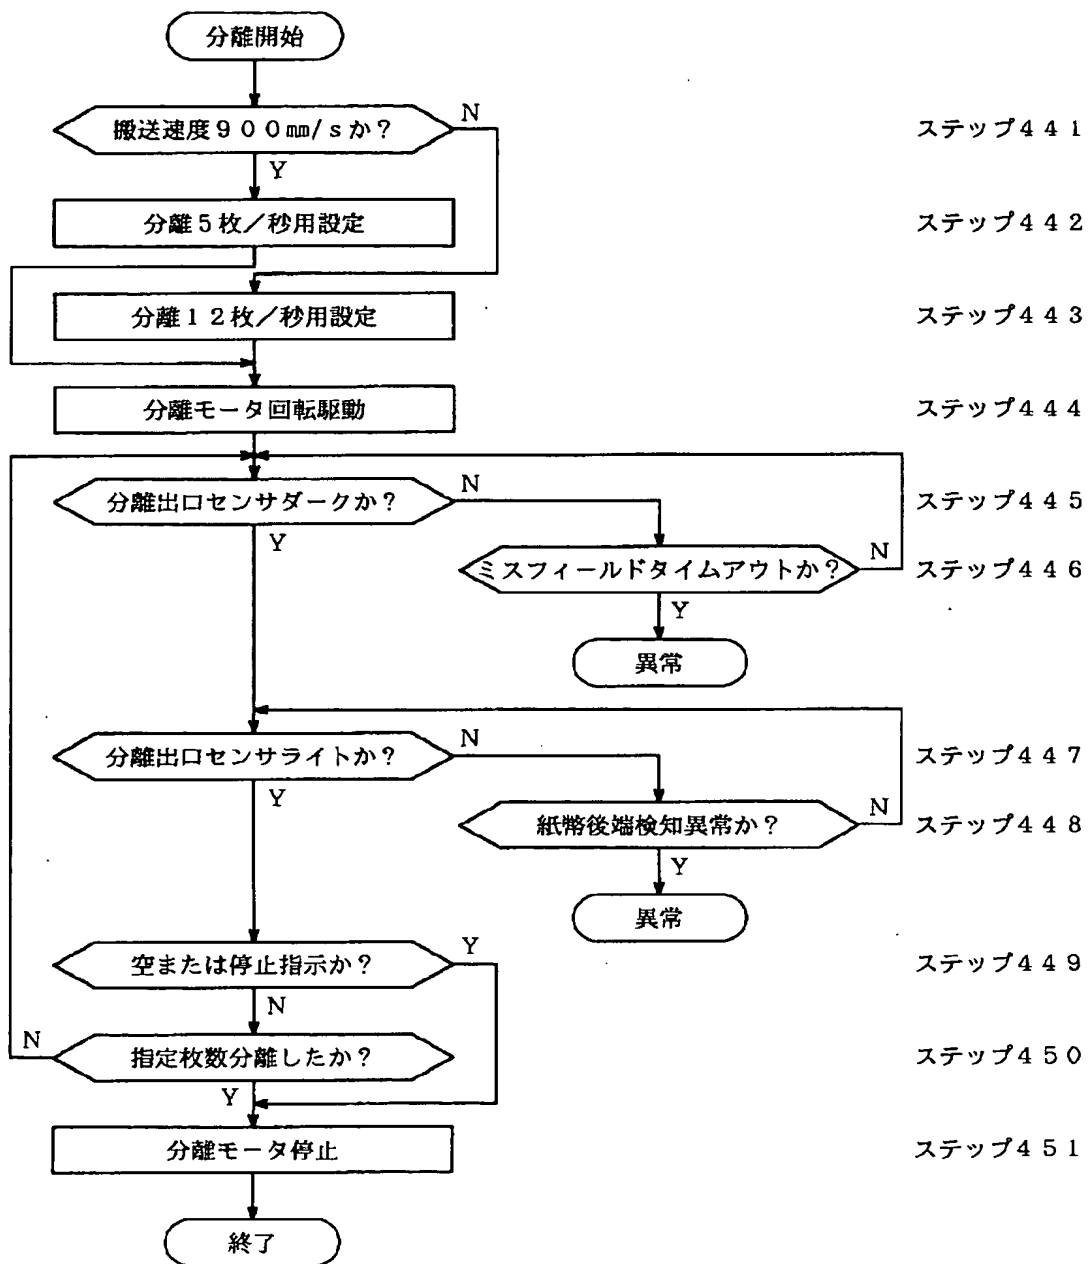 分離開始
搬送速度９００㎜/ｓか？
N
ステップ４４１
Y
分離５枚／秒用設定
ステップ４４２
分離１２枚／秒用設定
ステップ４４３
分離モータ回転駆動
ステップ４４４
分離出口センサダークか？
N
ステップ４４５
Y
ミスフィールドタイムアウトか？
N
ステップ４４６
Y
異常
分離出口センサライトか？
N
ステップ４４７
Y
紙幣後端検知異常か？
N
ステップ４４８
Y
異常
空または停止指示か？
Y
ステップ４４９
N
N
指定枚数分離したか？
ステップ４５０
Y
分離モータ停止
ステップ４５１
終了